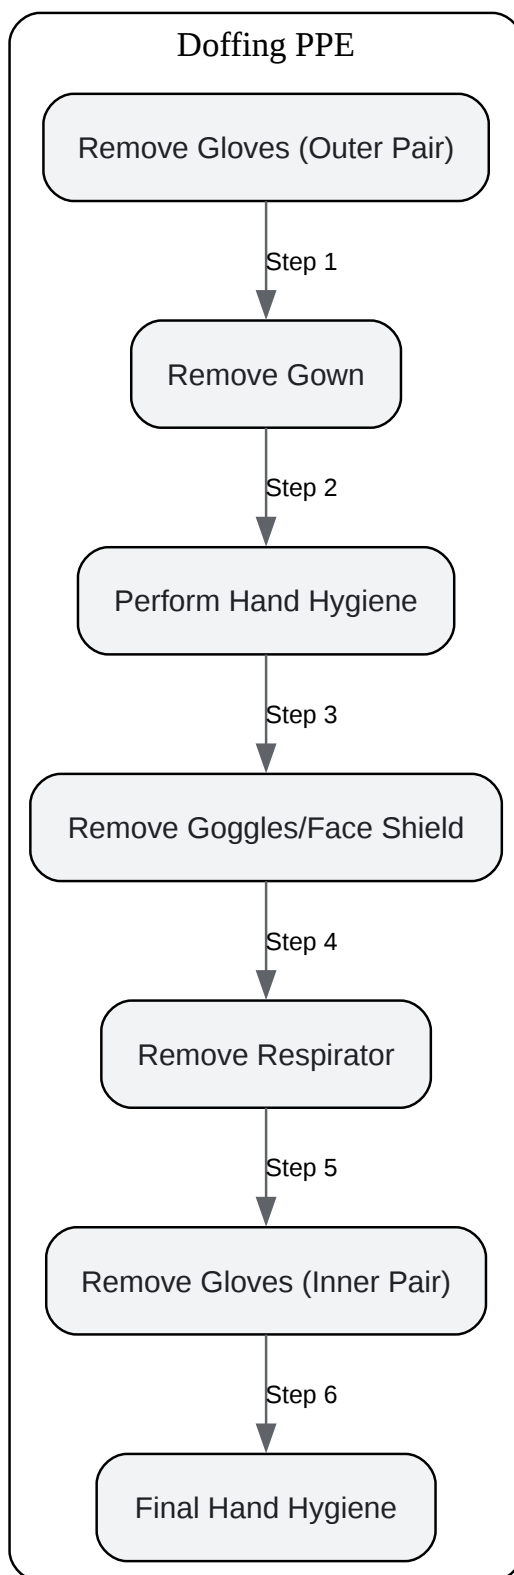 Doffing PPE
Remove Gloves (Outer Pair)
Step 1
Remove Gown
Step 2
Perform Hand Hygiene
Step 3
Remove Goggles/Face Shield
Step 4
Remove Respirator
Step 5
Remove Gloves (Inner Pair)
Step 6
Final Hand Hygiene